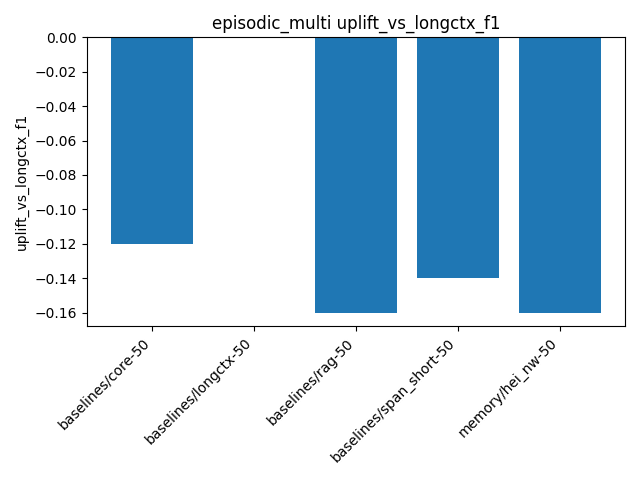 episodic_multi uplift_vs_longctx_f1
uplift_vs_longctx_f1
0.00
−0.02
−0.04
−0.06
−0.08
−0.10
−0.12
−0.14
−0.16
baselines/core-50
baselines/longctx-50
baselines/rag-50
baselines/span_short-50
memory/hei_nw-50